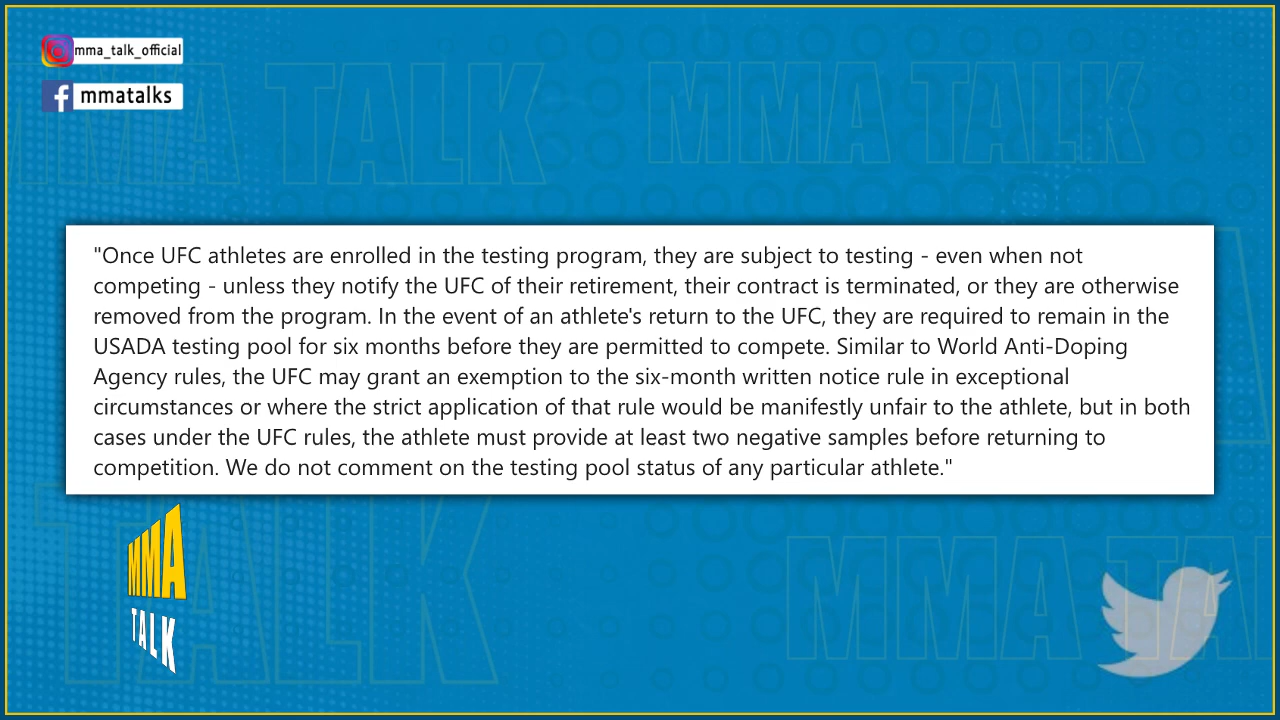 mma_talk_official
mmatalks
MMA TALK
MMA TALK
"Once UFC athletes are enrolled in the testing program, they are subject to testing - even when not
competing - unless they notify the UFC of their retirement, their contract is terminated, or they are otherwise
removed from the program. In the event of an athlete's return to the UFC, they are required to remain in the
USADA testing pool for six months before they are permitted to compete. Similar to World Anti-Doping
Agency rules, the UFC may grant an exemption to the six-month written notice rule in exceptional
circumstances or where the strict application of that rule would be manifestly unfair to the athlete, but in both
cases under the UFC rules, the athlete must provide at least two negative samples before returning to
competition. We do not comment on the testing pool status of any particular athlete."
MMA
TALK
TALK
MMA TAL